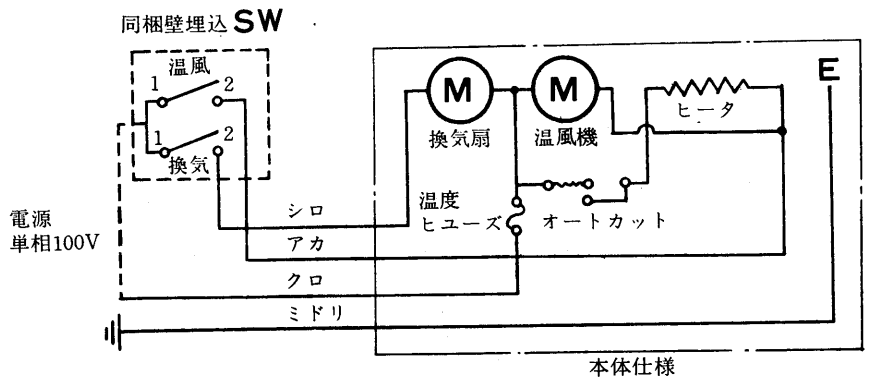 同梱壁埋込SW
温風
1 2
1 2
換気
M
M
E
換気扇
温風機
ヒータ
温度
ヒユーズ
オートカット
電源
単相100V
シロ
アカ
クロ
ミドリ
本体仕様